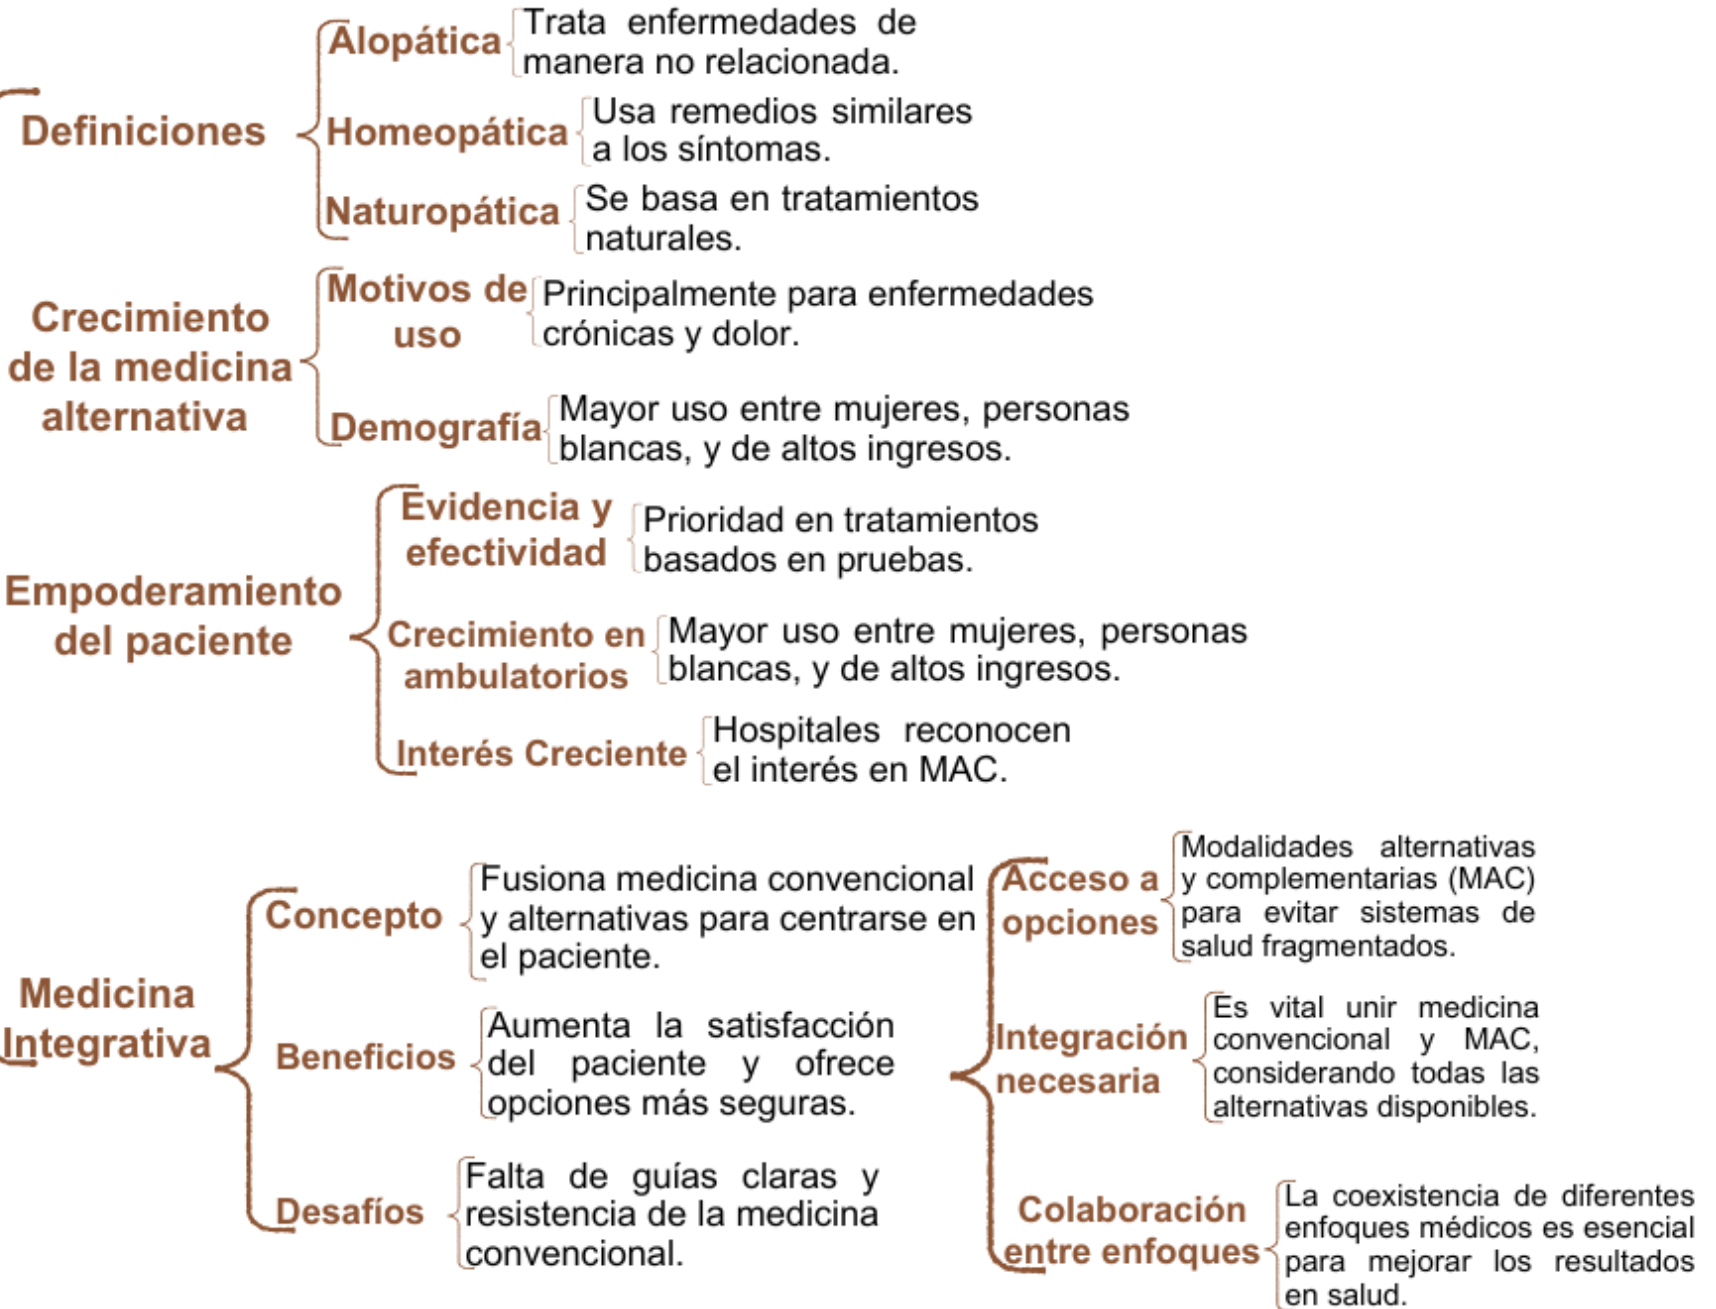 Definiciones
Alopática
Trata enfermedades de
manera no relacionada.
Homeopática
Usa remedios similares
a los síntomas.
Naturopática
Se basa en tratamientos
naturales.
Crecimiento
de la medicina
alternativa
Motivos de
uso
Principalmente para enfermedades
crónicas y dolor.
Demografía
Mayor uso entre mujeres, personas
blancas, y de altos ingresos.
Empoderamiento
del paciente
Evidencia y
efectividad
Prioridad en tratamientos
basados en pruebas.
Crecimiento en
ambulatorios
Mayor uso entre mujeres, personas
blancas, y de altos ingresos.
Interés Creciente
Hospitales reconocen
el interés en MAC.
Medicina
Integrativa
Concepto
Fusiona medicina convencional
y alternativas para centrarse en
el paciente.
Beneficios
Aumenta la satisfacción
del paciente y ofrece
opciones más seguras.
Desafíos
Falta de guías claras y
resistencia de la medicina
convencional.
Acceso a
opciones
Modalidades alternativas
y complementarias (MAC)
para evitar sistemas de
salud fragmentados.
Integración
necesaria
Es vital unir medicina
convencional y MAC,
considerando todas las
alternativas disponibles.
Colaboración
entre enfoques
La coexistencia de diferentes
enfoques médicos es esencial
para mejorar los resultados
en salud.